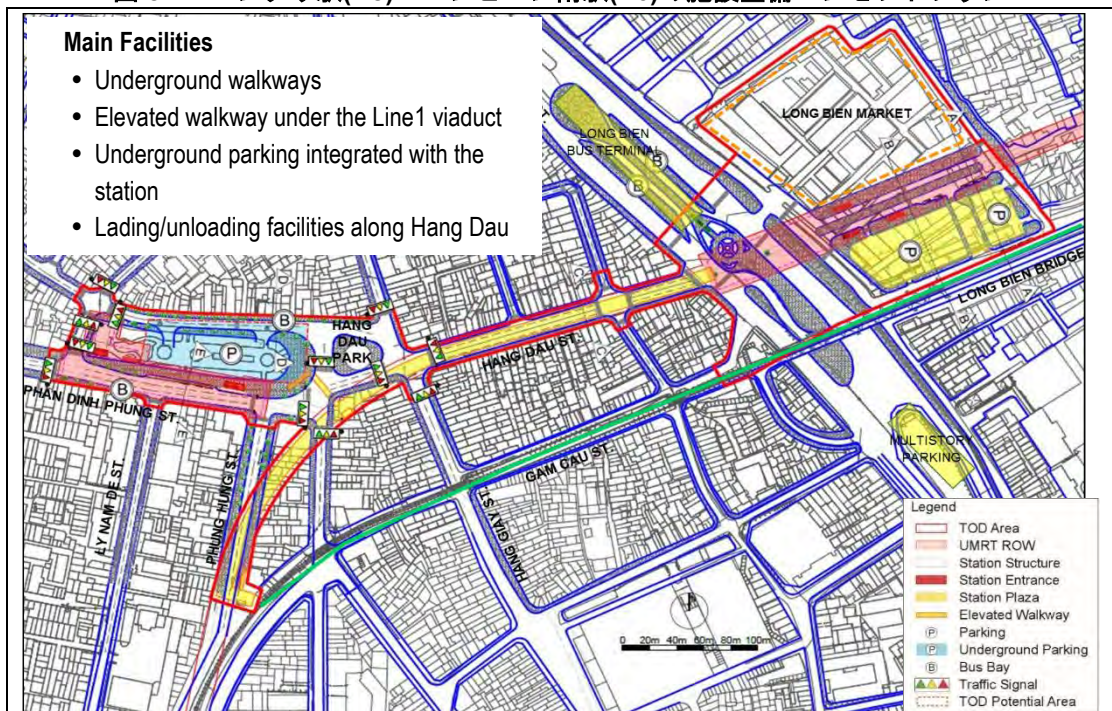 Main Facilities
• Underground walkways
• Elevated walkway under the Line1 viaduct
• Underground parking integrated with the
station
• Lading/unloading facilities along Hang Dau
LONG BIEN MARKET
LONG BIEN
BUS TERMINAL
B
B
P
P
LONG BIEN BRIDGE
B
HANG
DAU
PARK
P
HANG DAU ST.
B
PHAN DINH PHUNG ST.
LY NAM DE ST.
PHUNG HUNG ST.
GAM CAU ST.
HANG GIAY ST.
MULTISTORY
PARKING
0 20m 40m 60m 80m 100m
Legend
TOD Area
UMRT ROW
Station Structure
Station Entrance
Station Plaza
Elevated Walkway
P Parking
P Underground Parking
B Bus Bay
Traffic Signal
TOD Potential Area